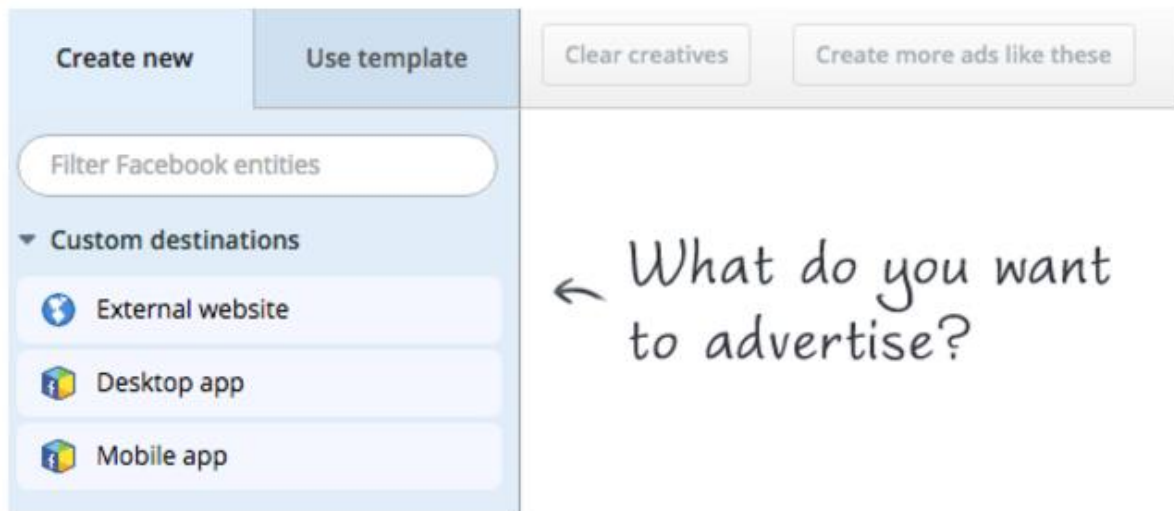 Create new
Use template
Clear creatives
Create more ads like these
Filter Facebook entities
Custom destinations
External website
Desktop app
Mobile app
What do you want
to advertise?